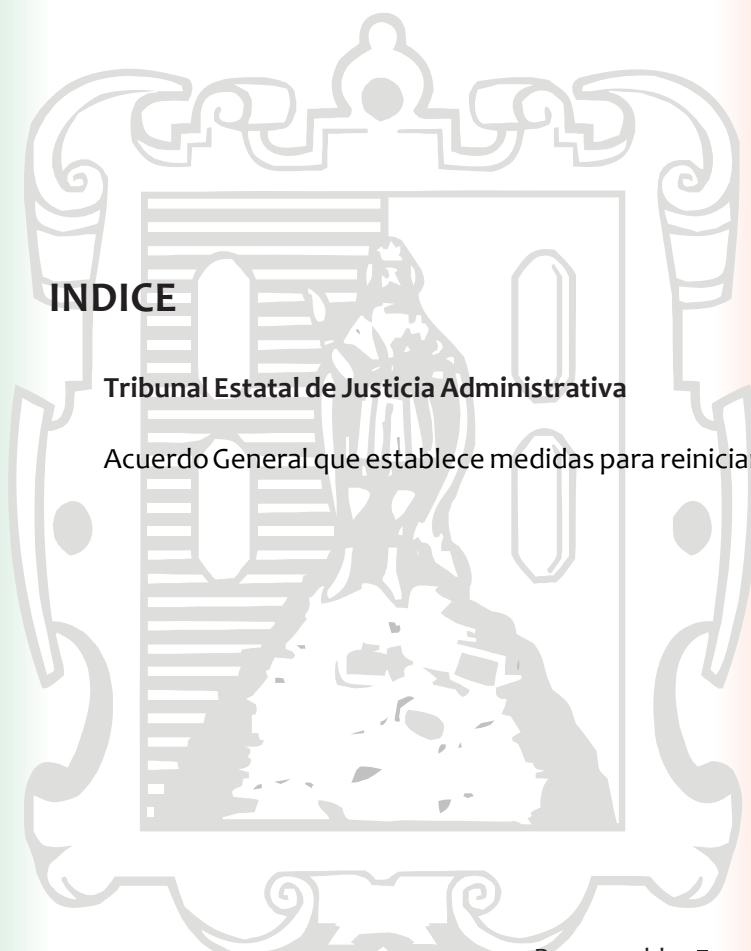 INDICE
Tribunal Estatal de Justicia Administrativa
Acuerdo General que establece medidas para reiniciar